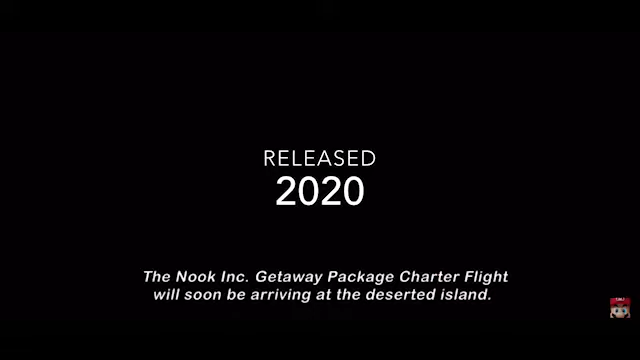 RELEASED
2020
The Nook Inc. Getaway Package Charter Flight
will soon be arriving at the deserted island.